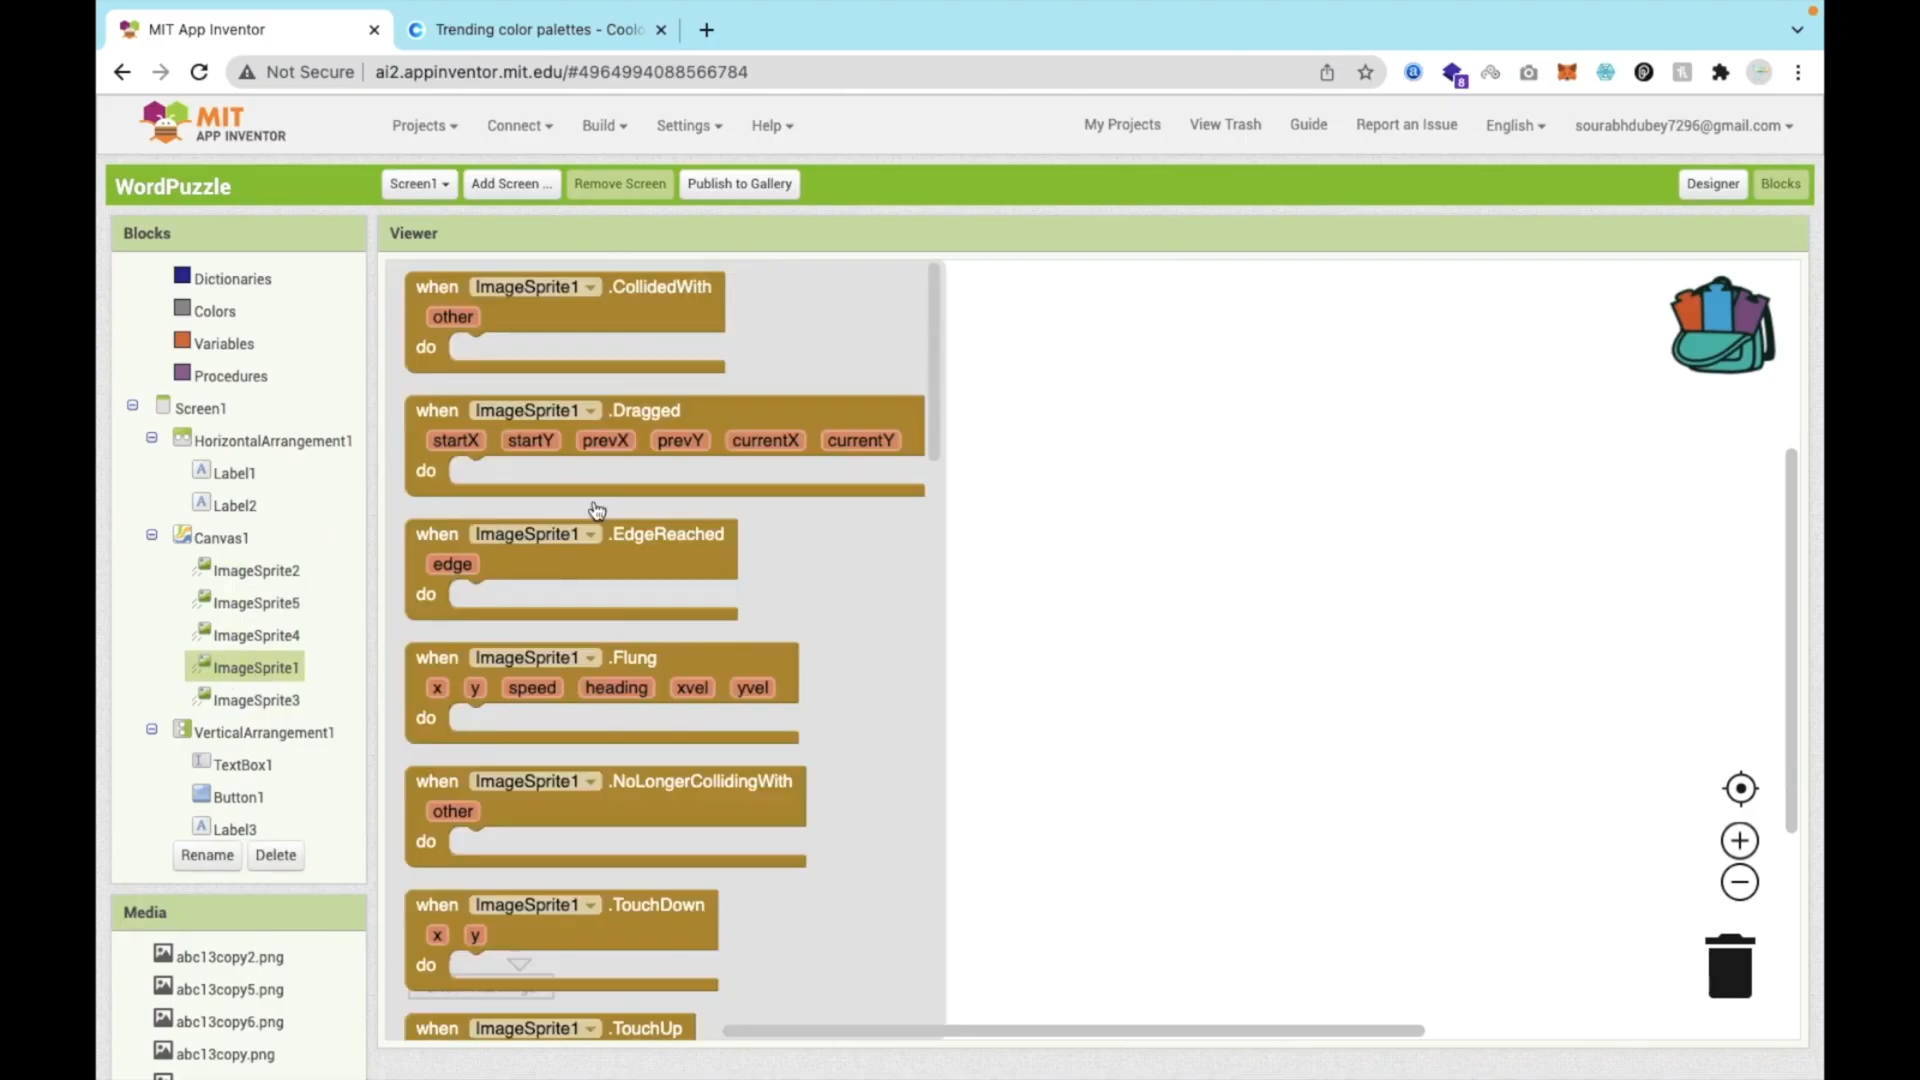 MIT App Inventor
Trending color palettes - Coolo
Not Secure
ai2.appinventor.mit.edu/#4964994088566784
8
MIT
APP INVENTOR
Projects
Connect
Build
Settings
Help
My Projects
View Trash
Guide
Report an Issue
English
sourabhdubey7296@gmail.com
WordPuzzle
Screen1
Add Screen ...
Remove Screen
Publish to Gallery
Designer
Blocks
Blocks
Dictionaries
Colors
Variables
Procedures
Screen1
HorizontalArrangement1
Label1
Label2
Canvas1
ImageSprite2
ImageSprite5
ImageSprite4
ImageSprite1
ImageSprite3
VerticalArrangement1
TextBox1
Button1
Label3
Rename
Delete
Media
abc13copy2.png
abc13copy5.png
abc13copy6.png
abc13copy.png
Viewer
when ImageSprite1 .CollidedWith
other
do
when ImageSprite1 .Dragged
startX startY prevX prevY currentX currentY
do
when ImageSprite1 .EdgeReached
edge
do
when ImageSprite1 .Flung
x y speed heading xvel yvel
do
when ImageSprite1 .NoLongerCollidingWith
other
do
when ImageSprite1 .TouchDown
x y
do
when ImageSprite1 .TouchUp